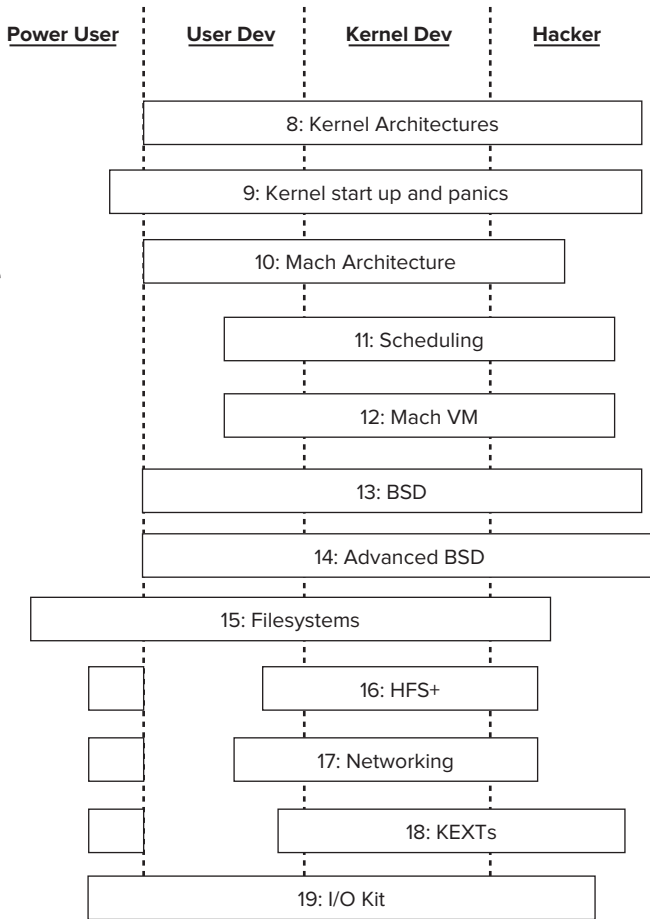 Power User User Dev Kernel Dev Hacker
8: Kernel Architectures
9: Kernel start up and panics
10: Mach Architecture
11: Scheduling
12: Mach VM
13: BSD
14: Advanced BSD
15: Filesystems
16: HFS+
17: Networking
18: KEXTs
19: I/O Kit